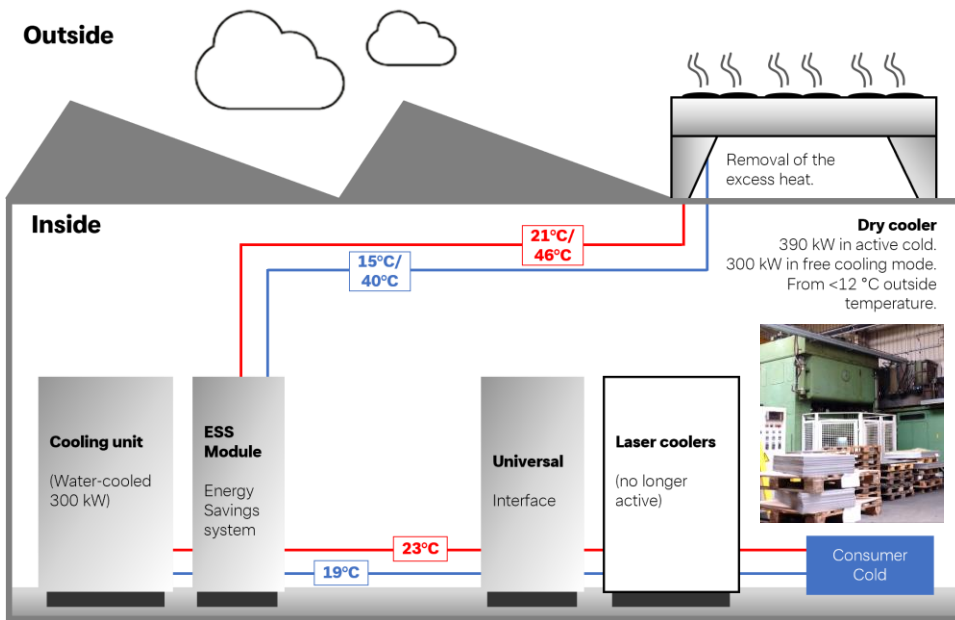 Outside
Removal of the
excess heat.
Inside
Dry cooler
390 kW in active cold.
300 kW in free cooling mode.
From <12 °C outside
temperature.
21°C/
46°C
15°C/
40°C
Cooling unit
(Water-cooled
300 kW)
ESS
Module
Energy
Savings
system
Universal
Interface
Laser coolers
(no longer
active)
23°C
19°C
Consumer
Cold